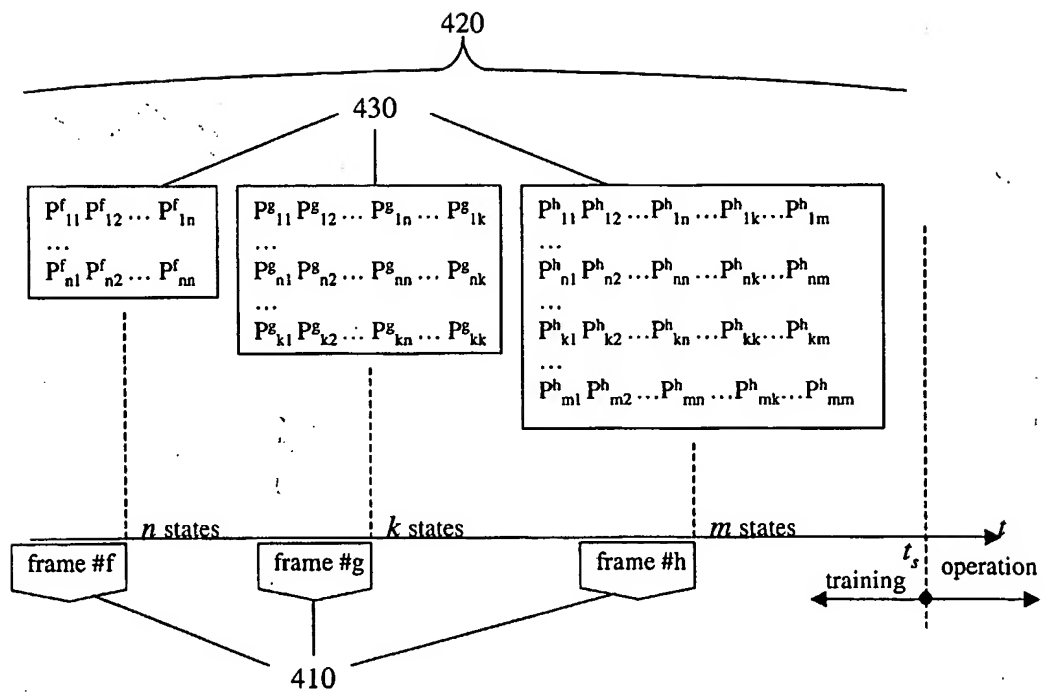 420
430
P^f_11 P^f_12 ... P^f_1n
...
P^f_n1 P^f_n2 ... P^f_nn
P^g_11 P^g_12 ... P^g_1n ... P^g_1k
...
P^g_n1 P^g_n2 ... P^g_nn ... P^g_nk
...
P^g_k1 P^g_k2 ... P^g_kn ... P^g_kk
P^h_11 P^h_12 ...P^h_1n ...P^h_1k...P^h_1m
...
P^h_n1 P^h_n2 ...P^h_nn ...P^h_nk...P^h_nm
...
P^h_k1 P^h_k2 ...P^h_kn ...P^h_kk...P^h_km
...
P^h_m1 P^h_m2 ...P^h_mn ...P^h_mk...P^h_mm
n states
k states
m states
t
frame #f
frame #g
frame #h
t_s
training
operation
410